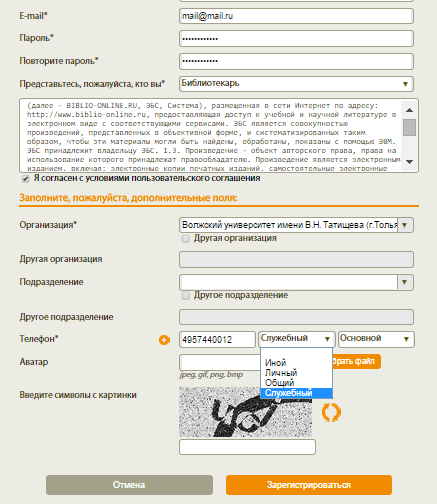 E-mail* mail@mail.ru
Пароль* ••••••••••••
Повторите пароль* ••••••••••••
Представьтесь, пожалуйста, кто вы* Библиотекарь
(далее – BIBLIO-ONLINE.RU, ЭБС, Система), размещенная в сети Интернет по адресу:
http://www.biblio-online.ru, предоставляющая доступ к учебной и научной литературе в
электронном виде с соответствующими сервисами. ЭБС является совокупностью
произведений, представленных в объективной форме, и систематизированных таким
образом, чтобы эти материалы могли быть найдены, обработаны, показаны с помощью ЭВМ.
ЭБС принадлежит владельцу ЭБС. 1.3. Произведение – объект авторского права, права на
использование которого принадлежат правообладателю. Произведение является электронным
изданием, включая: электронные копии печатных изданий, самостоятельные электронные
Я согласен с условиями пользовательского соглашения
Заполните, пожалуйста, дополнительные поля:
Организация* Волжский университет имени В.Н. Татищева (г.Толья
Другая организация
Другая организация
Подразделение
Другое подразделение
Другое подразделение
Телефон* 4957440012 Служебный Основной
Иной
Личный
Общий
Служебный
Аватар брать файл
jpeg, gif, png, bmp
Введите символы с картинки
Отмена Зарегистрироваться